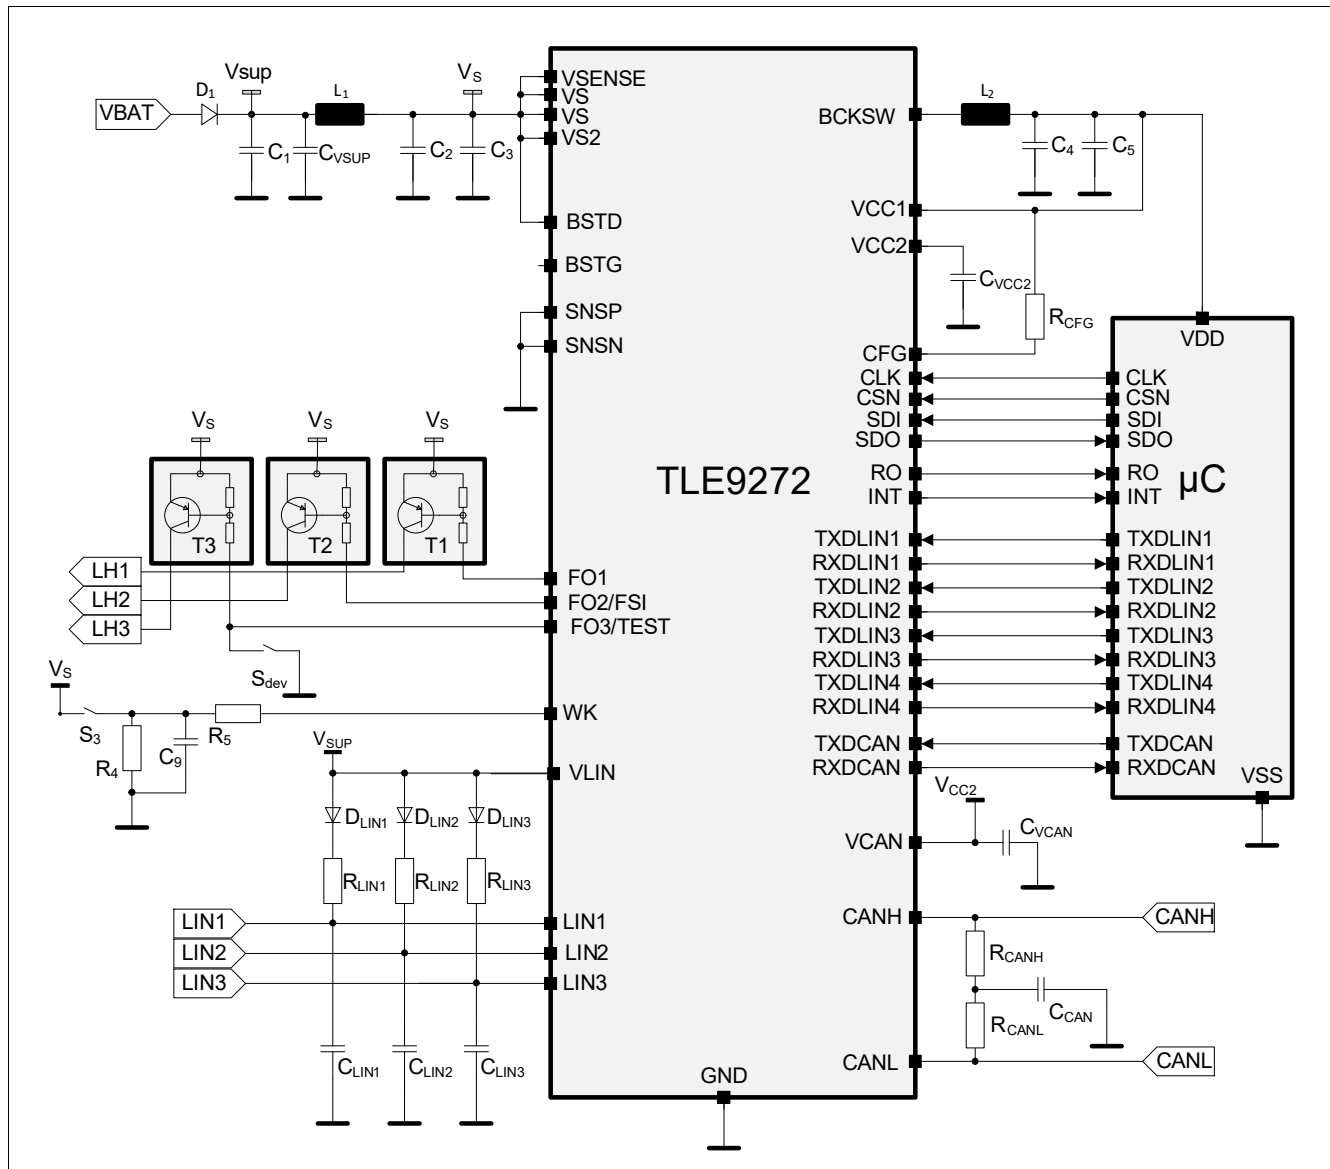 VBAT
D1
Vsup
L1
VS
C1
CVSUP
C2
C3
VSENSE
VS
VS
VS2
BSTD
BSTG
SNSP
SNSN
VS
VS
VS
T3
T2
T1
LH1
LH2
LH3
FO1
FO2/FSI
FO3/TEST
Sdev
VS
S3
R4
C9
R5
WK
VSUP
VLIN
DLIN1
DLIN2
DLIN3
RLIN1
RLIN2
RLIN3
LIN1
LIN2
LIN3
LIN1
LIN2
LIN3
CLIN1
CLIN2
CLIN3
TLE9272
GND
BCKSW
L2
C4
C5
VCC1
VCC2
CVCC2
RCFG
CFG
CLK
CSN
SDI
SDO
RO
INT
TXDLIN1
RXDLIN1
TXDLIN2
RXDLIN2
TXDLIN3
RXDLIN3
TXDLIN4
RXDLIN4
TXDCAN
RXDCAN
VDD
CLK
CSN
SDI
SDO
RO
INT
µC
TXDLIN1
RXDLIN1
TXDLIN2
RXDLIN2
TXDLIN3
RXDLIN3
TXDLIN4
RXDLIN4
TXDCAN
RXDCAN
VSS
VCC2
CVCAN
VCAN
CANH
CANH
RCANH
CCAN
RCANL
CANL
CANL